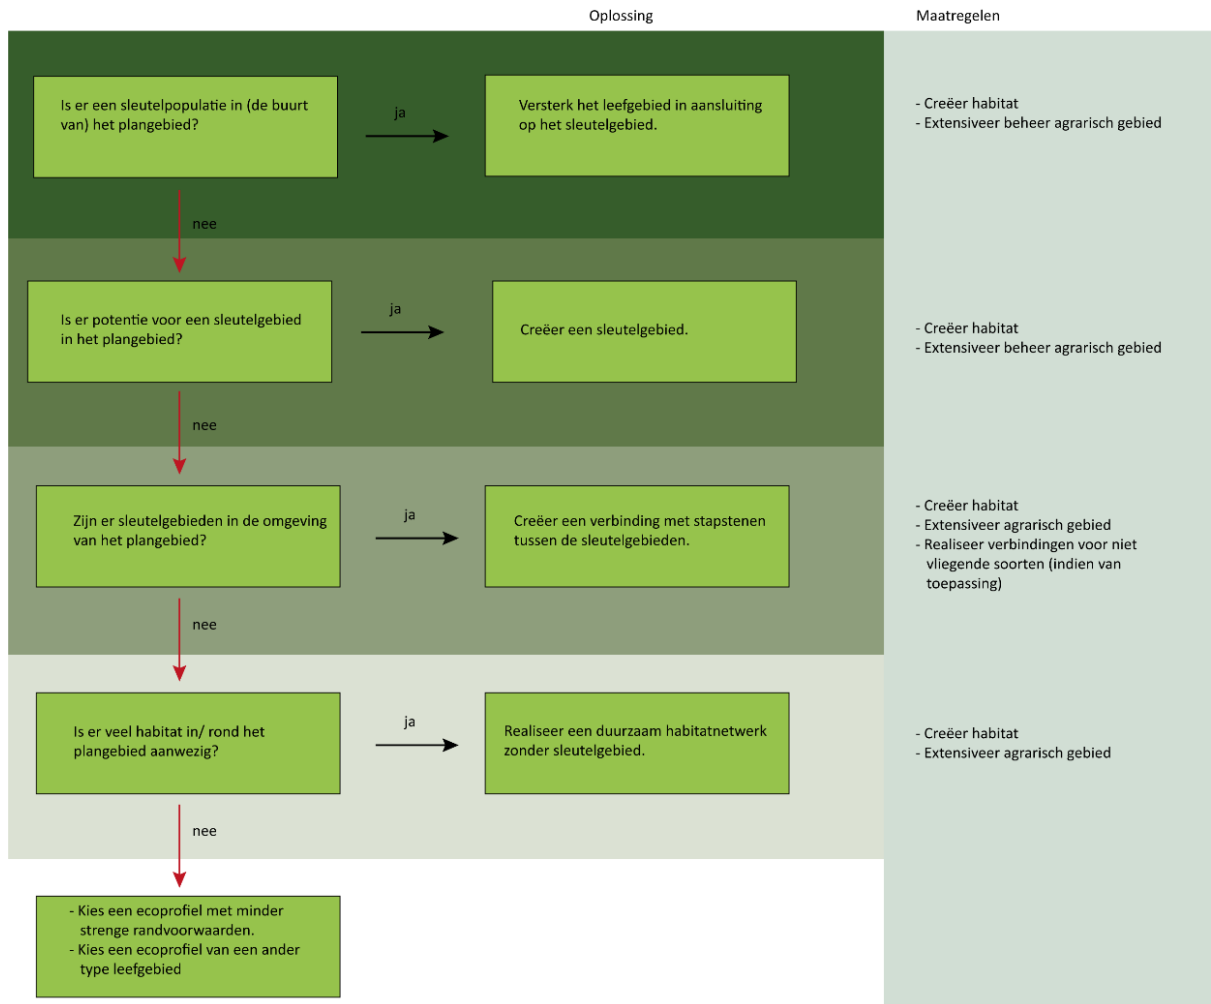 Oplossing
Maatregelen
Is er een sleutelpopulatie in (de buurt
van) het plangebied?
ja
Versterk het leefgebied in aansluiting
op het sleutelgebied.
- Creëer habitat
- Extensiveer beheer agrarisch gebied
nee
Is er potentie voor een sleutelgebied
in het plangebied?
ja
Creëer een sleutelgebied.
- Creëer habitat
- Extensiveer beheer agrarisch gebied
nee
Zijn er sleutelgebieden in de omgeving
van het plangebied?
ja
Creëer een verbinding met stapstenen
tussen de sleutelgebieden.
- Creëer habitat
- Extensiveer agrarisch gebied
- Realiseer verbindingen voor niet
vliegende soorten (indien van
toepassing)
nee
Is er veel habitat in/ rond het
plangebied aanwezig?
ja
Realiseer een duurzaam habitatnetwerk
zonder sleutelgebied.
- Creëer habitat
- Extensiveer agrarisch gebied
nee
- Kies een ecoprofiel met minder
strenge randvoorwaarden.
- Kies een ecoprofiel van een ander
type leefgebied